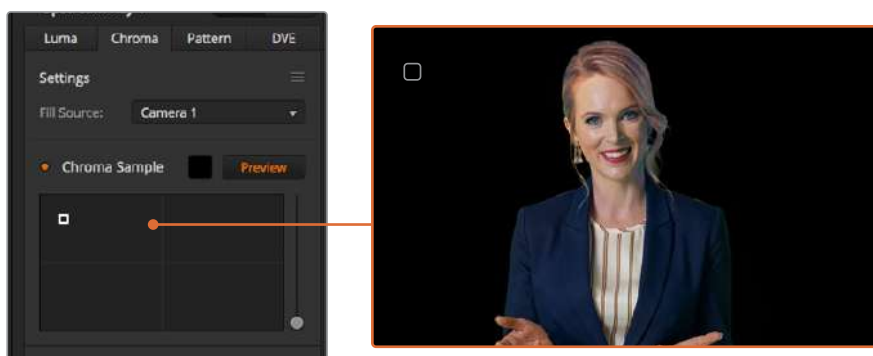 Luma Chroma Pattern DVE
Settings
Fill Source: Camera 1
Chroma Sample Preview